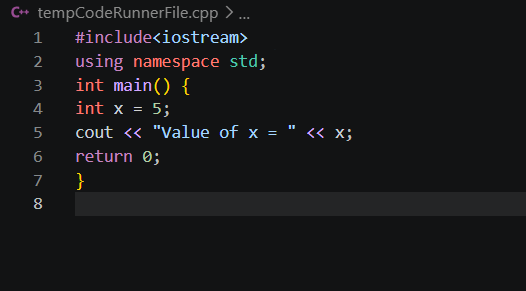 C++ tempCodeRunnerFile.cpp > ...
1 #include<iostream>
2 using namespace std;
3 int main() {
4 int x = 5;
5 cout << "Value of x = " << x;
6 return 0;
7 }
8